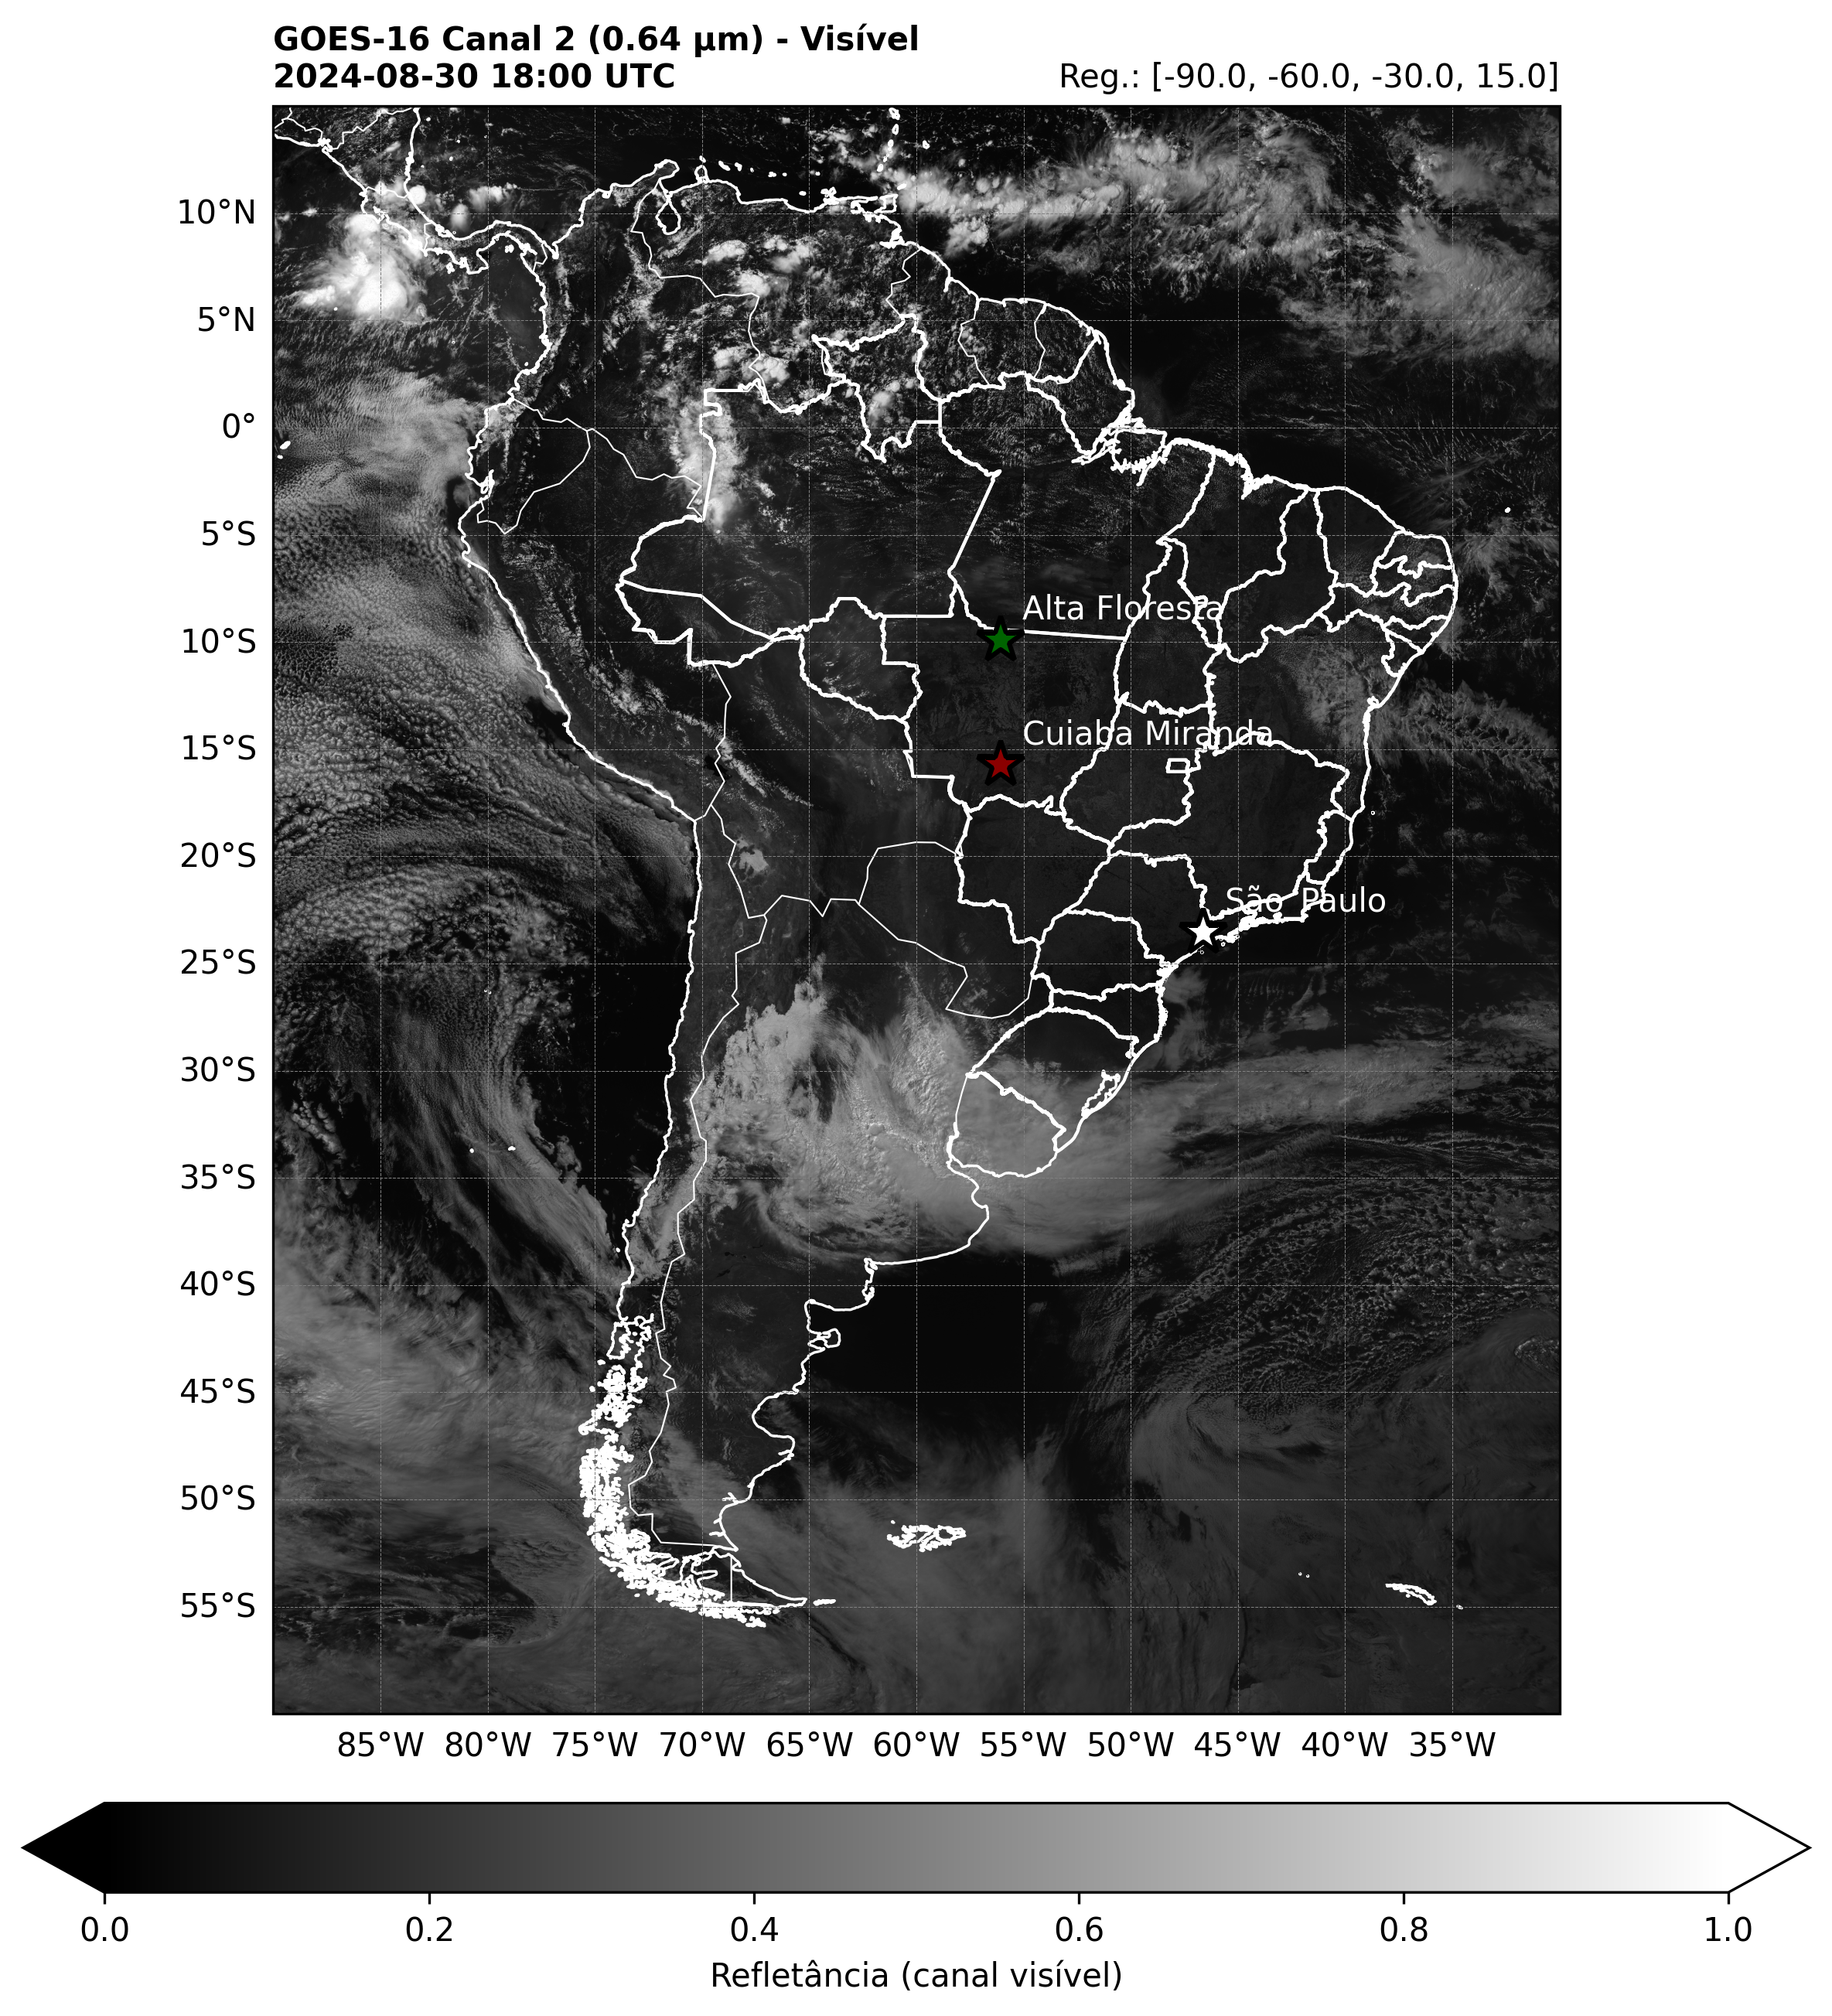 GOES-16 Canal 2 (0.64 µm) - Visível
2024-08-30 18:00 UTC
Reg.: [-90.0, -60.0, -30.0, 15.0]
10°N
5°N
0°
5°S
10°S
15°S
20°S
25°S
30°S
35°S
40°S
45°S
50°S
55°S
Alta Floresta
Cuiaba Miranda
São Paulo
85°W 80°W 75°W 70°W 65°W 60°W 55°W 50°W 45°W 40°W 35°W
0.0 0.2 0.4 0.6 0.8 1.0
Refletância (canal visível)